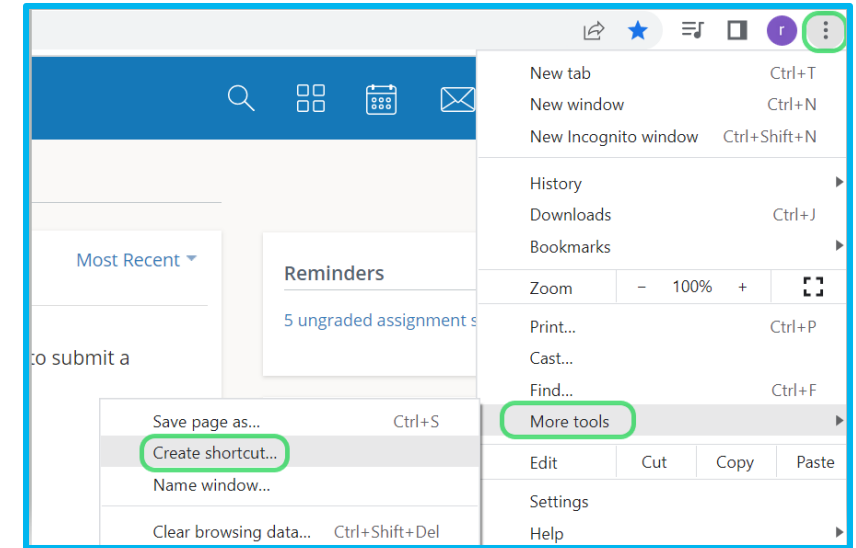 r
New tab Ctrl+T
New window Ctrl+N
New Incognito window Ctrl+Shift+N
History
Downloads Ctrl+J
Bookmarks
Zoom - 100% +
Print... Ctrl+P
Cast...
Find... Ctrl+F
More tools
Edit Cut Copy Paste
Settings
Help
Most Recent
to submit a
Reminders
5 ungraded assignment s
Save page as... Ctrl+S
Create shortcut...
Name window...
Clear browsing data... Ctrl+Shift+Del